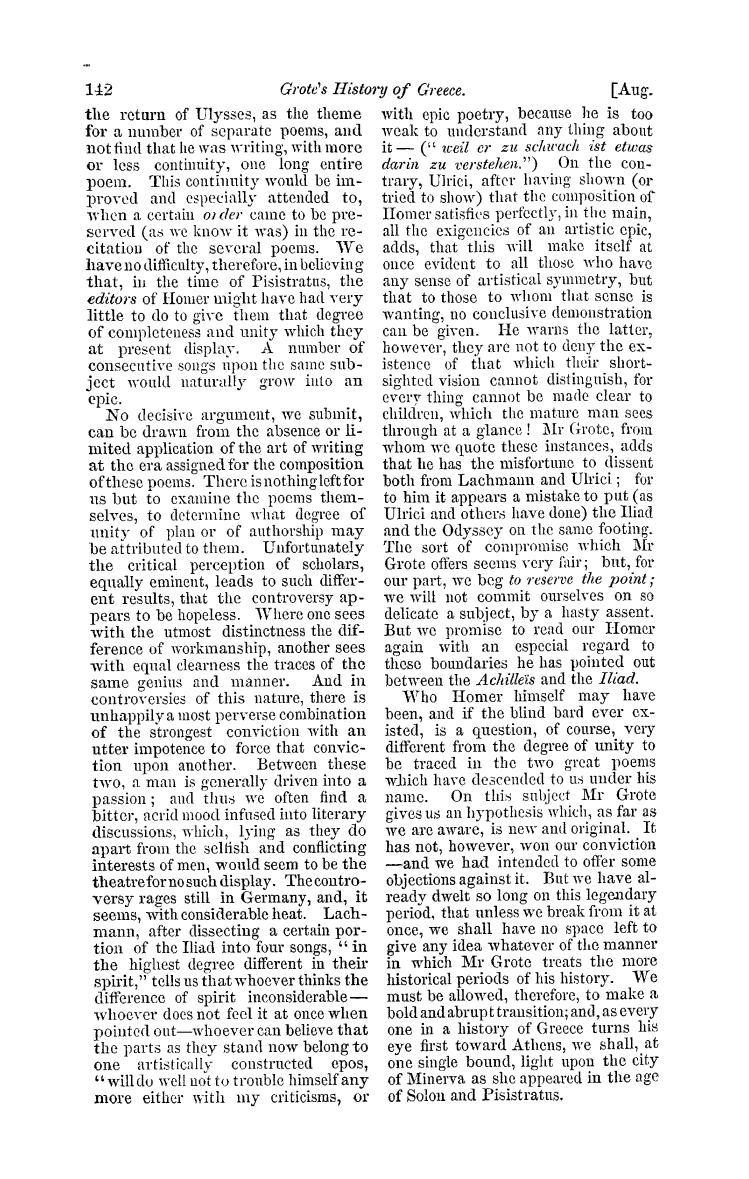 142
Grote's History of Greece.
[Aug.
the return of Ulysses, as the theme
for a number of separate poems, and
not find that he was writing, with more
or less continuity, one long entire
poem. This continuity would be im-
proved and especially attended to,
when a certain order came to be pre-
served (as we know it was) in the re-
citation of the several poems. We
have no difficulty, therefore, in believing
that, in the time of Pisistratus, the
editors of Homer might have had very
little to do to give them that degree
of completeness and unity which they
at present display. A number of
consecutive songs upon the same sub-
ject would naturally grow into an
epic.
No decisive argument, we submit,
can be drawn from the absence or li-
mited application of the art of writing
at the era assigned for the composition
of these poems. There is nothing left for
us but to examine the poems them-
selves, to determine what degree of
unity of plan or of authorship may
be attributed to them. Unfortunately
the critical perception of scholars,
equally eminent, leads to such differ-
ent results, that the controversy ap-
pears to be hopeless. Where one sees
with the utmost distinctness the dif-
ference of workmanship, another sees
with equal clearness the traces of the
same genius and manner. And in
controversies of this nature, there is
unhappily a most perverse combination
of the strongest conviction with an
utter impotence to force that convic-
tion upon another. Between these
two, a man is generally driven into a
passion; and thus we often find a
bitter, acrid mood infused into literary
discussions, which, lying as they do
apart from the selfish and conflicting
interests of men, would seem to be the
theatre for no such display. The contro-
versy rages still in Germany, and, it
seems, with considerable heat. Lach-
mann, after dissecting a certain por-
tion of the Iliad into four songs, "in
the highest degree different in their
spirit," tells us that whoever thinks the
difference of spirit inconsiderable—
whoever does not feel it at once when
pointed out—whoever can believe that
the parts as they stand now belong to
one artistically constructed epos,
"will do well not to trouble himself any
more either with my criticisms, or
with epic poetry, because he is too
weak to understand any thing about
it — (" weil er zu schwach ist etwas
darin zu verstehen.") On the con-
trary, Ulrici, after having shown (or
tried to show) that the composition of
Homer satisfies perfectly, in the main,
all the exigencies of an artistic epic,
adds, that this will make itself at
once evident to all those who have
any sense of artistical symmetry, but
that to those to whom that sense is
wanting, no conclusive demonstration
can be given. He warns the latter,
however, they are not to deny the ex-
istence of that which their short-
sighted vision cannot distinguish, for
every thing cannot be made clear to
children, which the mature man sees
through at a glance! Mr Grote, from
whom we quote these instances, adds
that he has the misfortune to dissent
both from Lachmann and Ulrici; for
to him it appears a mistake to put (as
Ulrici and others have done) the Iliad
and the Odyssey on the same footing.
The sort of compromise which Mr
Grote offers seems very fair; but, for
our part, we beg to reserve the point;
we will not commit ourselves on so
delicate a subject, by a hasty assent.
But we promise to read our Homer
again with an especial regard to
these boundaries he has pointed out
between the Achilleïs and the Iliad.
Who Homer himself may have
been, and if the blind bard ever ex-
isted, is a question, of course, very
different from the degree of unity to
be traced in the two great poems
which have descended to us under his
name. On this subject Mr Grote
gives us an hypothesis which, as far as
we are aware, is new and original. It
has not, however, won our conviction
—and we had intended to offer some
objections against it. But we have al-
ready dwelt so long on this legendary
period, that unless we break from it at
once, we shall have no space left to
give any idea whatever of the manner
in which Mr Grote treats the more
historical periods of his history. We
must be allowed, therefore, to make a
bold and abrupt transition; and, as every
one in a history of Greece turns his
eye first toward Athens, we shall, at
one single bound, light upon the city
of Minerva as she appeared in the age
of Solon and Pisistratus.